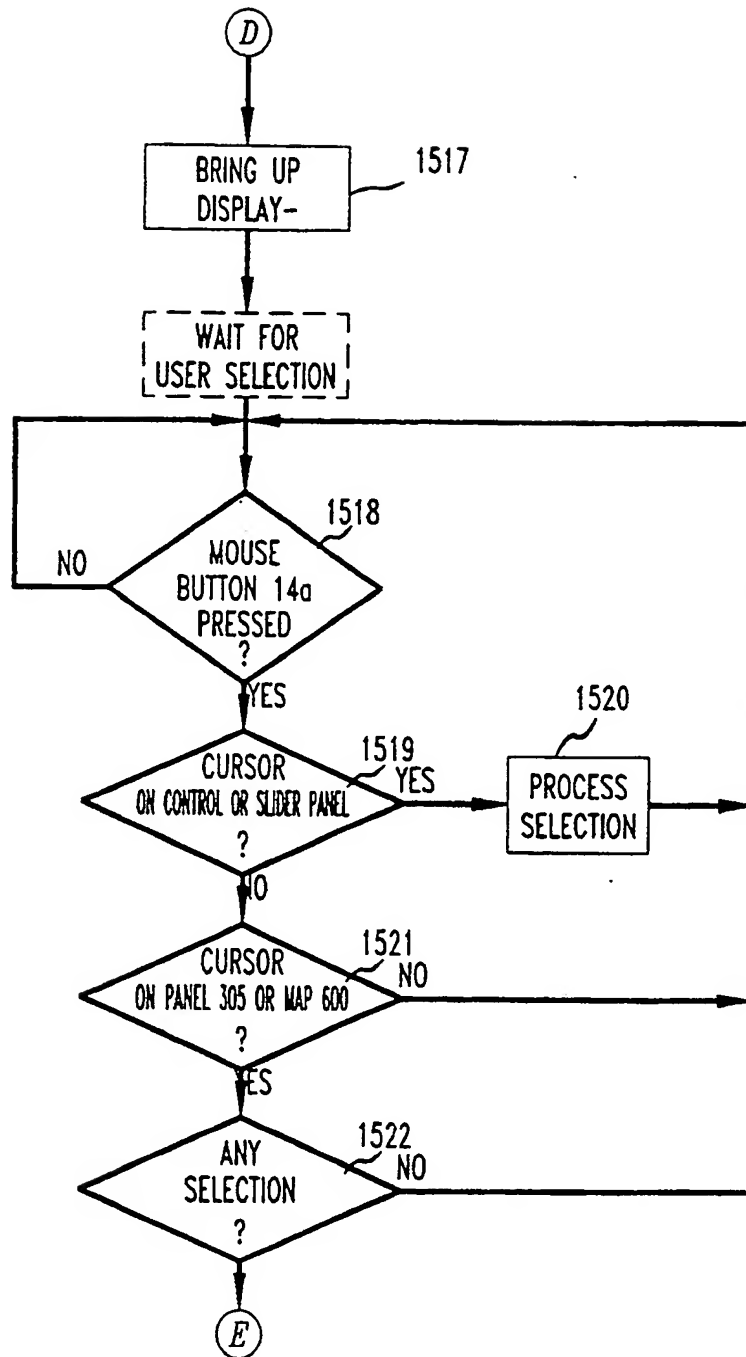 D
BRING UP
DISPLAY-
1517
WAIT FOR
USER SELECTION
1518
MOUSE
BUTTON 14a
PRESSED
?
NO
YES
1519
CURSOR
ON CONTROL OR SLIDER PANEL
?
YES
1520
PROCESS
SELECTION
NO
1521
CURSOR
ON PANEL 305 OR MAP 600
?
NO
YES
1522
ANY
SELECTION
?
NO
E